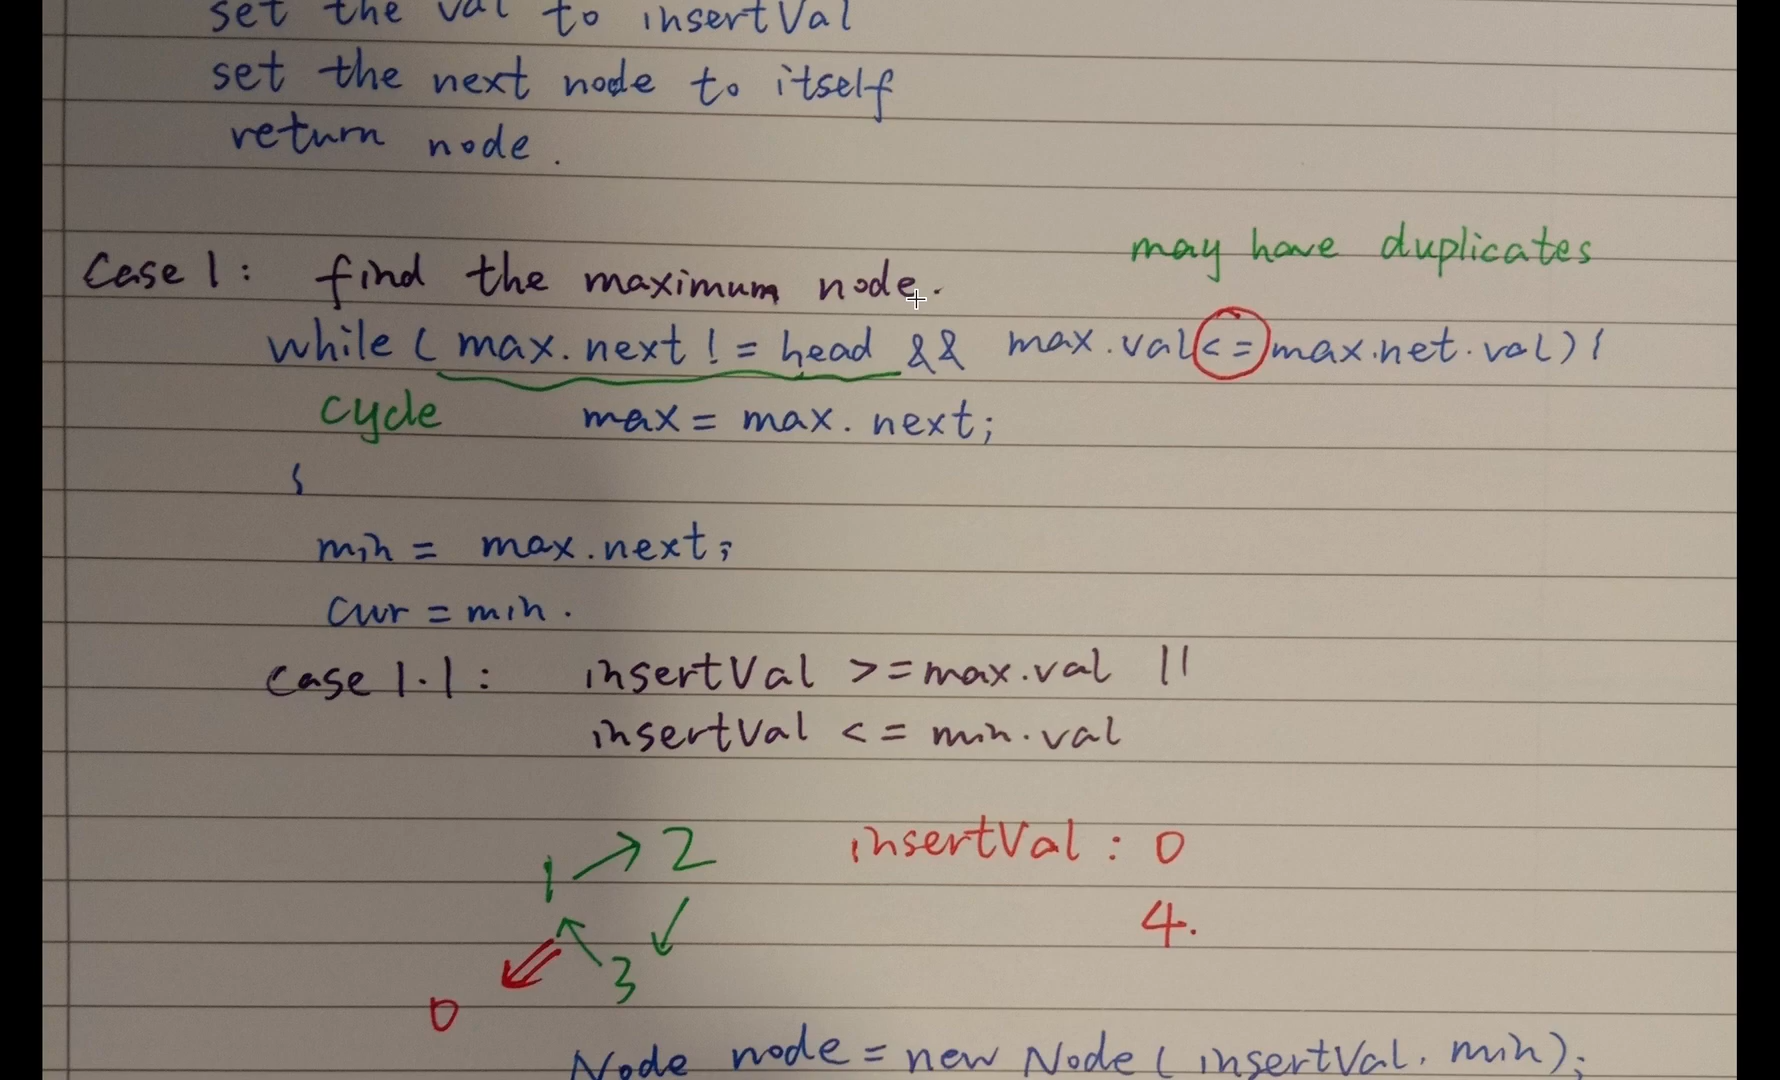 set the val to insertVal
set the next node to itself
return node.
may have duplicates
Case 1: find the maximum node.
while ( max.next != head && max.val <= max.net.val) {
cycle max = max.next;
}
min = max.next;
cur = min.
case 1.1: insertVal >= max.val ||
insertVal <= min.val
1 → 2 insertVal: 0
4.
3
0
Node node = new Node (insertVal, min);